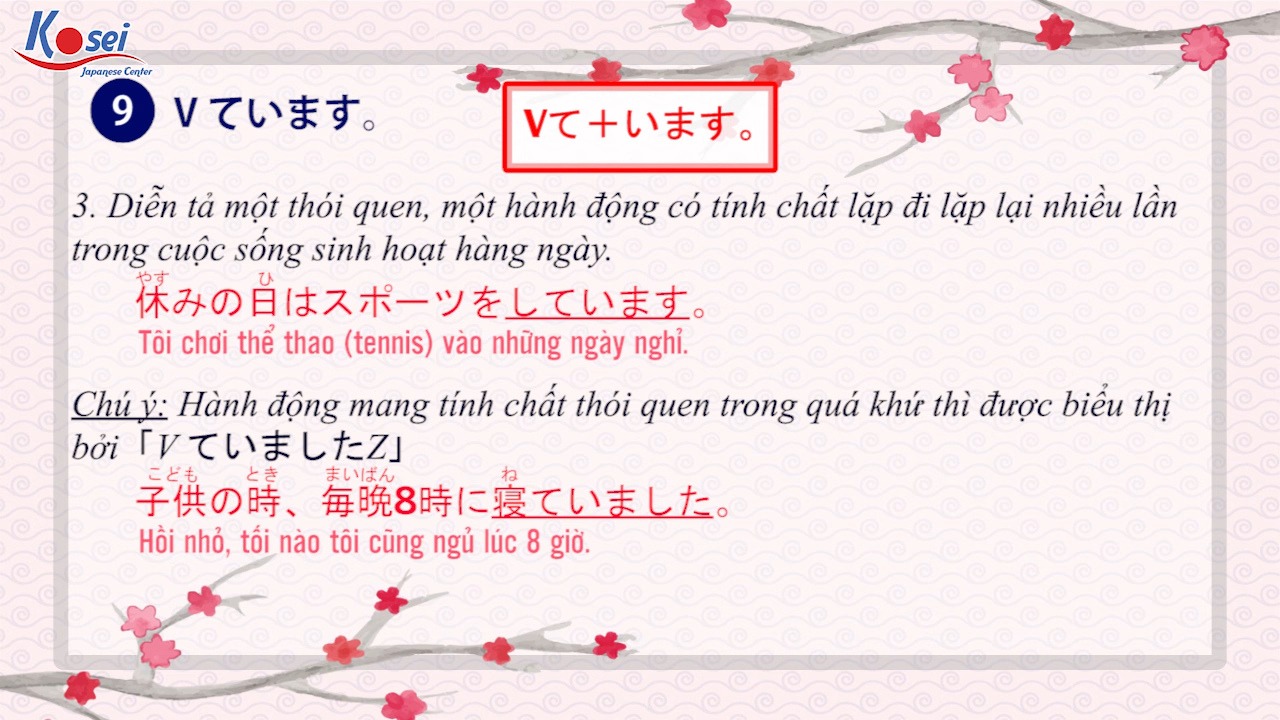 Kosei
Japanese Center
9 Vています。
Vて＋います。
3. Diễn tả một thói quen, một hành động có tính chất lặp đi lặp lại nhiều lần
trong cuộc sống sinh hoạt hàng ngày.
やす ひ
休みの日はスポーツをしています。
Tôi chơi thể thao (tennis) vào những ngày nghỉ.
Chú ý: Hành động mang tính chất thói quen trong quá khứ thì được biểu thị
bởi「VていましたZ」
こども とき まいばん ね
子供の時、毎晩8時に寝ていました。
Hồi nhỏ, tối nào tôi cũng ngủ lúc 8 giờ.